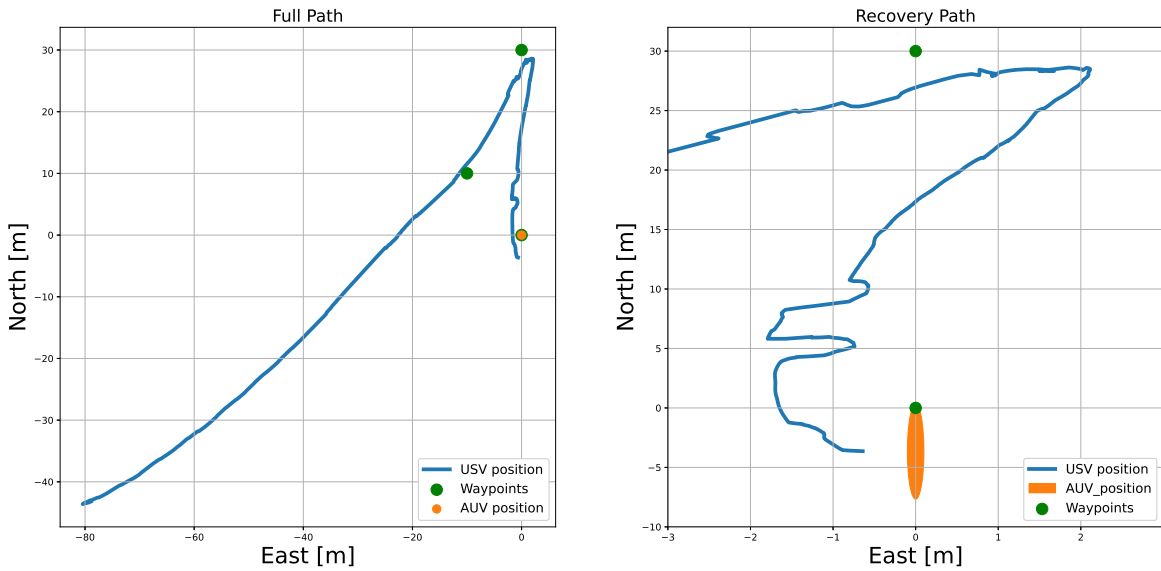 Full Path
30
20
10
0
−10
−20
−30
−40
−80
−60
−40
−20
0
North [m]
East [m]
USV position
Waypoints
AUV position
Recovery Path
30
25
20
15
10
5
0
−5
−10
−3
−2
−1
0
1
2
North [m]
East [m]
USV position
AUV_position
Waypoints